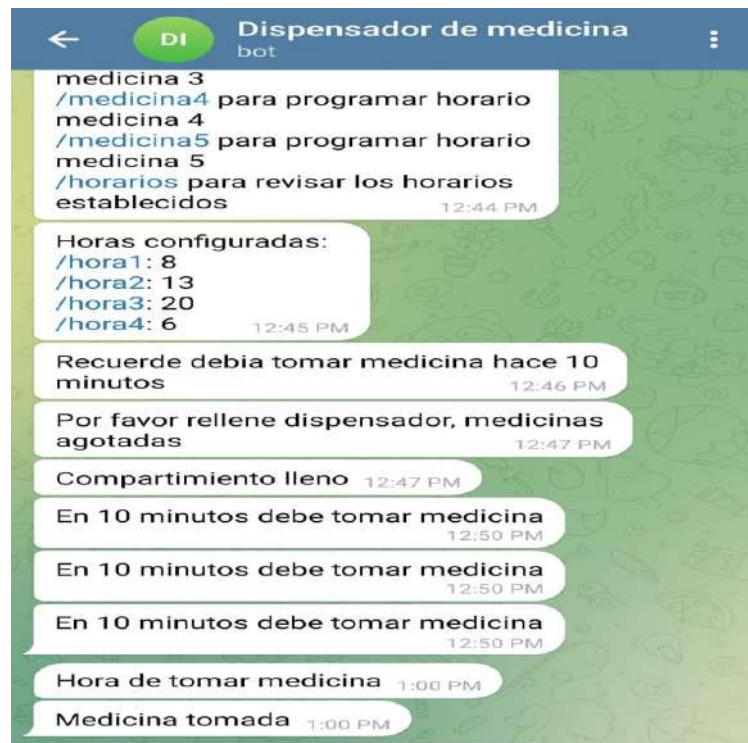 DI
Dispensador de medicina
bot
medicina 3
/medicina4 para programar horario
medicina 4
/medicina5 para programar horario
medicina 5
/horarios para revisar los horarios
establecidos
12:44 PM
Horas configuradas:
/hora1: 8
/hora2: 13
/hora3: 20
/hora4: 6
12:45 PM
Recuerde debia tomar medicina hace 10
minutos
12:46 PM
Por favor rellene dispensador, medicinas
agotadas
12:47 PM
Compartimiento lleno 12:47 PM
En 10 minutos debe tomar medicina
12:50 PM
En 10 minutos debe tomar medicina
12:50 PM
En 10 minutos debe tomar medicina
12:50 PM
Hora de tomar medicina 1:00 PM
Medicina tomada 1:00 PM